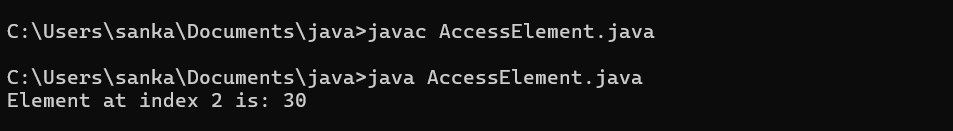 C:\Users\sanka\Documents\java>javac AccessElement.java
C:\Users\sanka\Documents\java>java AccessElement.java
Element at index 2 is: 30